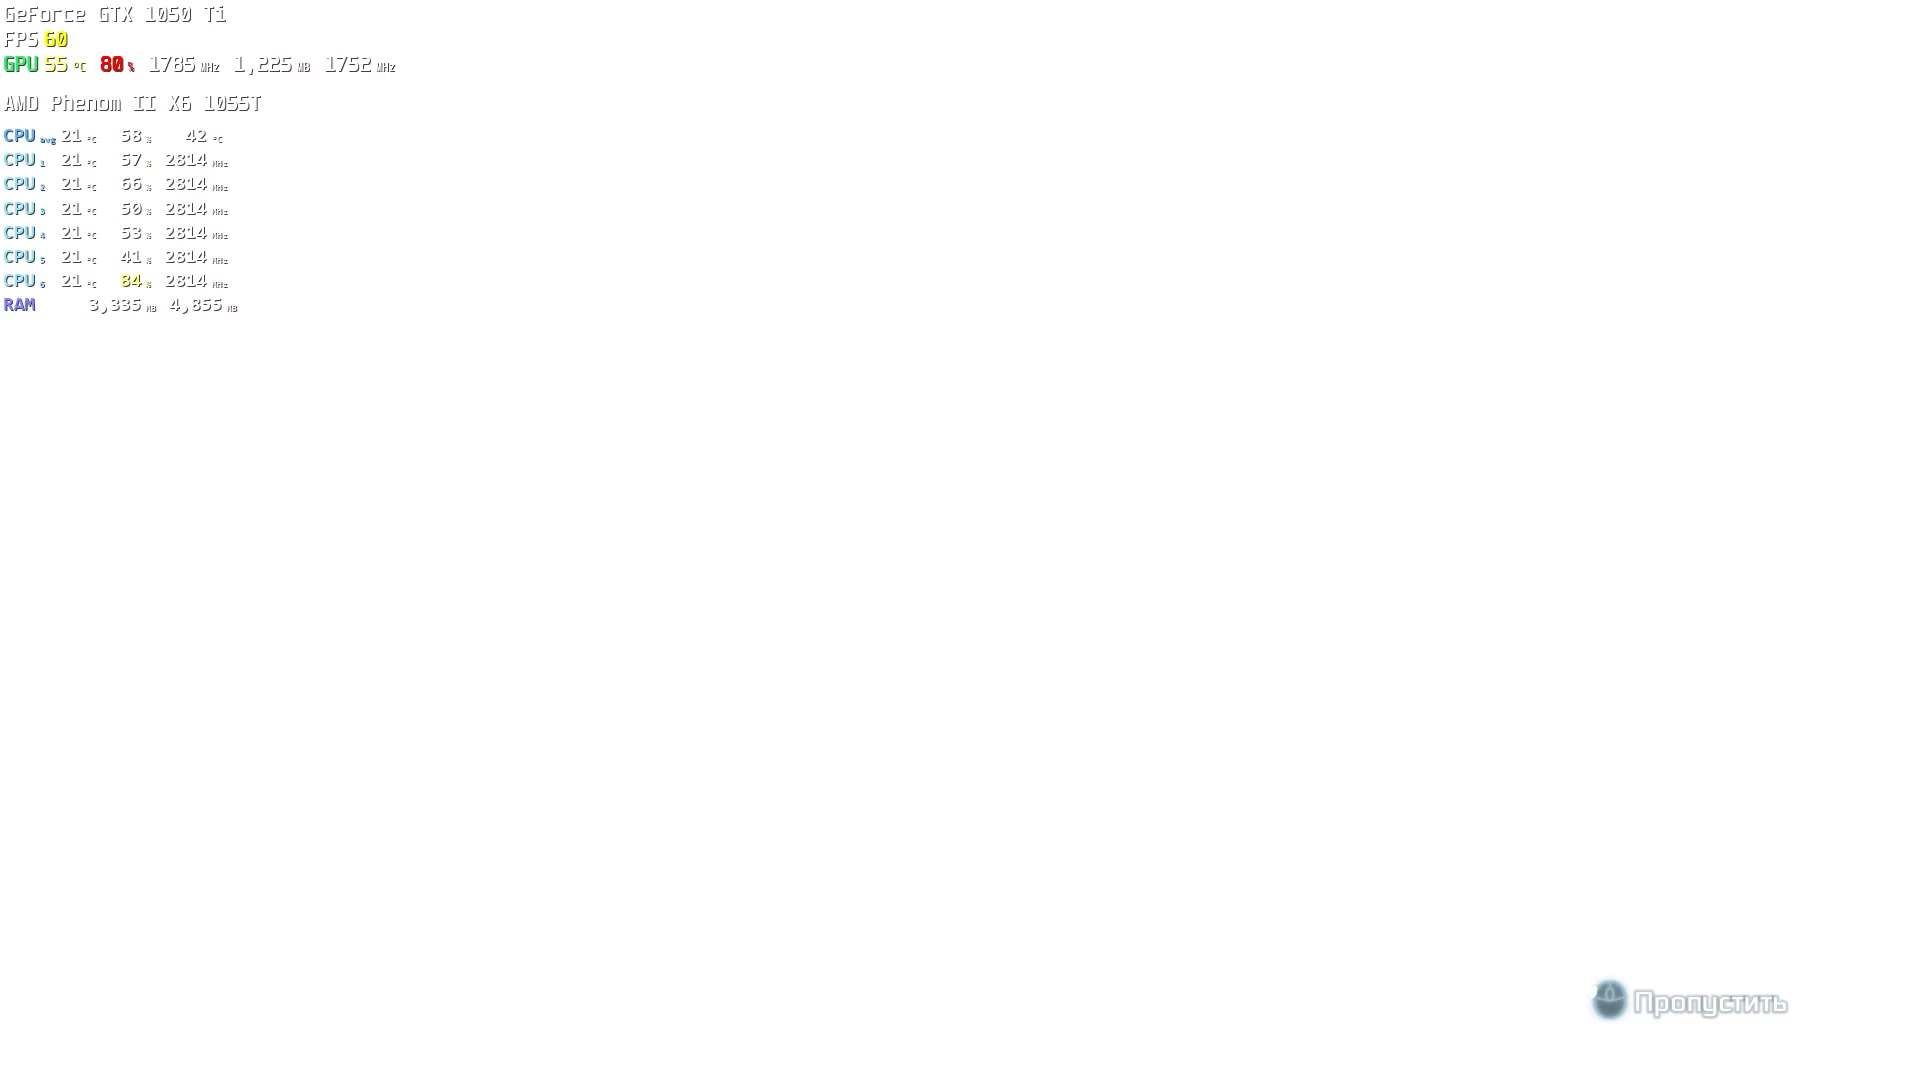 GeForce GTX 1050 Ti
FPS 60
GPU 55 °C 80 % 1785 MHz 1,225 MB 1752 MHz
AMD Phenom II X6 1055T
CPU avg 21 °C 58 % 42 °C
CPU 1 21 °C 57 % 2814 MHz
CPU 2 21 °C 66 % 2814 MHz
CPU 3 21 °C 50 % 2814 MHz
CPU 4 21 °C 53 % 2814 MHz
CPU 5 21 °C 41 % 2814 MHz
CPU 6 21 °C 84 % 2814 MHz
RAM 3,335 MB 4,855 MB
Пропустить